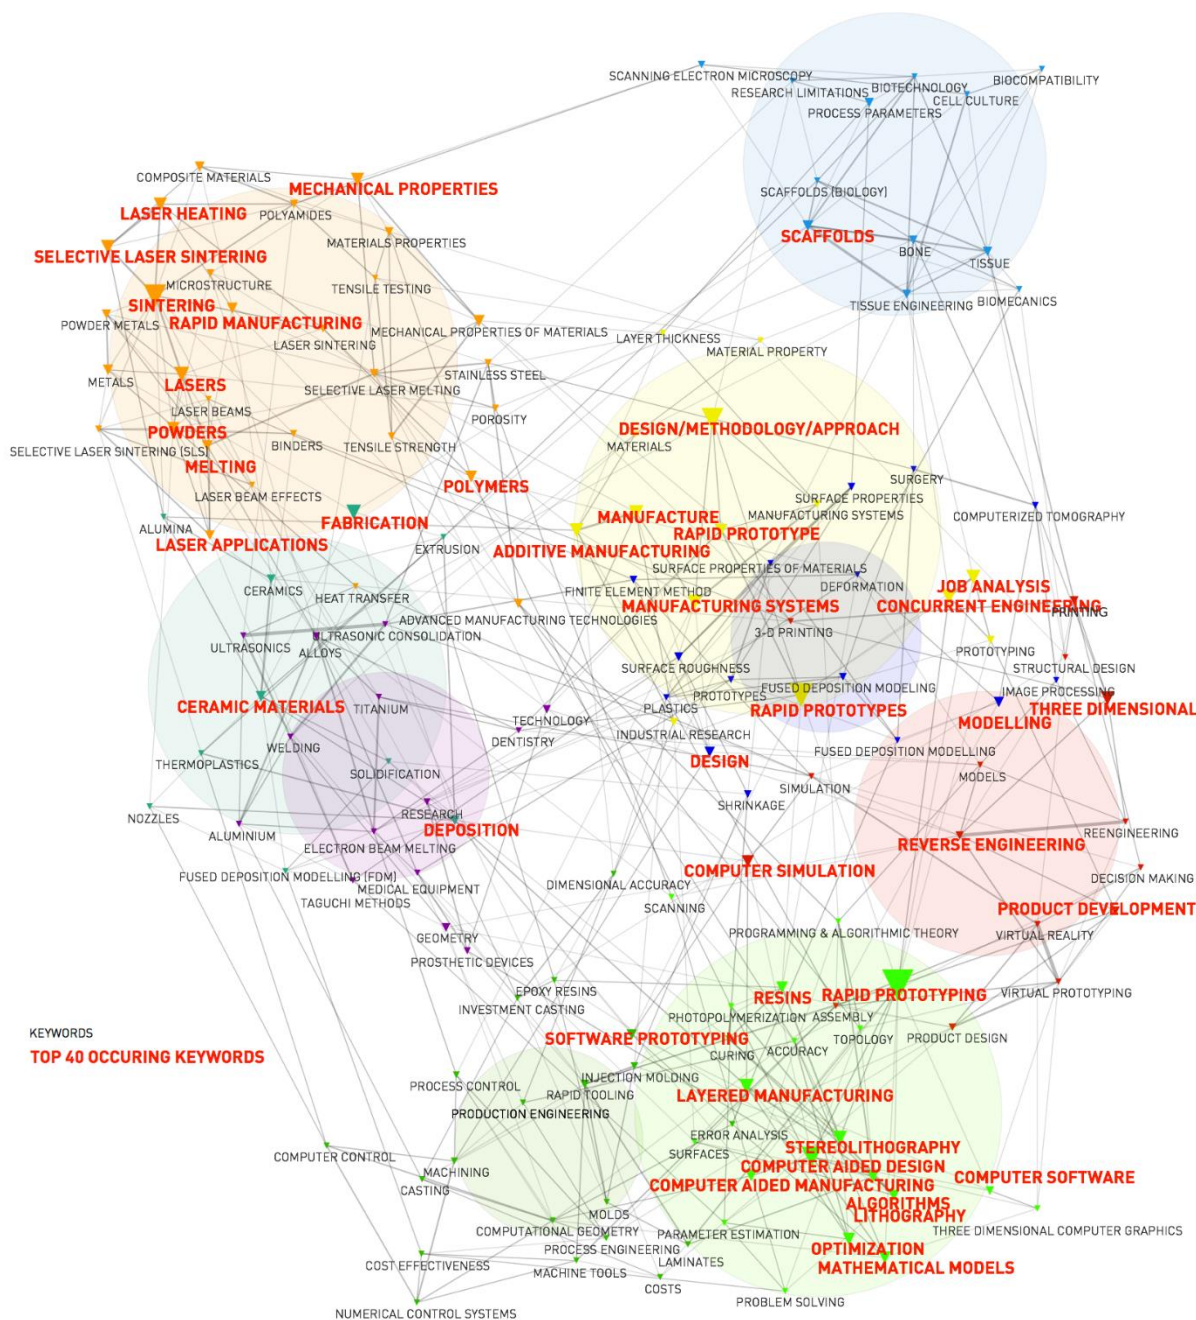 SCANNING ELECTRON MICROSCOPY
BIOCOMPATIBILITY
RESEARCH LIMITATIONS
BIOTECHNOLOGY
CELL CULTURE
PROCESS PARAMETERS
COMPOSITE MATERIALS
MECHANICAL PROPERTIES
SCAFFOLDS (BIOLOGY)
LASER HEATING
POLYAMIDES
SCAFFOLDS
MATERIALS PROPERTIES
BONE
SELECTIVE LASER SINTERING
TISSUE
MICROSTRUCTURE
TENSILE TESTING
SINTERING
TISSUE ENGINEERING
BIOMECANICS
RAPID MANUFACTURING
POWDER METALS
MECHANICAL PROPERTIES OF MATERIALS
LASER SINTERING
LAYER THICKNESS
MATERIAL PROPERTY
STAINLESS STEEL
METALS
LASERS
SELECTIVE LASER MELTING
LASER BEAMS
POROSITY
DESIGN/METHODOLOGY/APPROACH
POWDERS
SELECTIVE LASER SINTERING (SLS)
BINDERS
TENSILE STRENGTH
MATERIALS
MELTING
SURGERY
POLYMERS
LASER BEAM EFFECTS
SURFACE PROPERTIES
MANUFACTURING SYSTEMS
COMPUTERIZED TOMOGRAPHY
FABRICATION
MANUFACTURE
ALUMINA
RAPID PROTOTYPE
LASER APPLICATIONS
EXTRUSION
ADDITIVE MANUFACTURING
SURFACE PROPERTIES OF MATERIALS
DEFORMATION
JOB ANALYSIS
CERAMICS
HEAT TRANSFER
FINITE ELEMENT METHOD
MANUFACTURING SYSTEMS
CONCURRENT ENGINEERING
PRINTING
ADVANCED MANUFACTURING TECHNOLOGIES
ULTRASONIC CONSOLIDATION
3-D PRINTING
ULTRASONICS
ALLOYS
PROTOTYPING
SURFACE ROUGHNESS
STRUCTURAL DESIGN
PROTOTYPES
FUSED DEPOSITION MODELING
IMAGE PROCESSING
CERAMIC MATERIALS
TITANIUM
PLASTICS
RAPID PROTOTYPES
MODELLING
THREE DIMENSIONAL
TECHNOLOGY
INDUSTRIAL RESEARCH
WELDING
DENTISTRY
FUSED DEPOSITION MODELLING
THERMOPLASTICS
SOLIDIFICATION
DESIGN
MODELS
SIMULATION
SHRINKAGE
NOZZLES
RESEARCH
DEPOSITION
ALUMINIUM
REENGINEERING
REVERSE ENGINEERING
ELECTRON BEAM MELTING
COMPUTER SIMULATION
FUSED DEPOSITION MODELLING (FDM)
DIMENSIONAL ACCURACY
DECISION MAKING
MEDICAL EQUIPMENT
TAGUCHI METHODS
SCANNING
PRODUCT DEVELOPMENT
GEOMETRY
PROGRAMMING & ALGORITHMIC THEORY
VIRTUAL REALITY
PROSTHETIC DEVICES
EPOXY RESINS
RESINS
RAPID PROTOTYPING
VIRTUAL PROTOTYPING
INVESTMENT CASTING
PHOTOPOLYMERIZATION
ASSEMBLY
KEYWORDS
SOFTWARE PROTOTYPING
TOPOLOGY
PRODUCT DESIGN
TOP 40 OCCURING KEYWORDS
CURING
ACCURACY
PROCESS CONTROL
INJECTION MOLDING
RAPID TOOLING
LAYERED MANUFACTURING
PRODUCTION ENGINEERING
ERROR ANALYSIS
STEREOLITHOGRAPHY
COMPUTER CONTROL
SURFACES
COMPUTER AIDED DESIGN
MACHINING
COMPUTER AIDED MANUFACTURING
COMPUTER SOFTWARE
CASTING
ALGORITHMS
LITHOGRAPHY
MOLDS
COMPUTATIONAL GEOMETRY
PARAMETER ESTIMATION
THREE DIMENSIONAL COMPUTER GRAPHICS
PROCESS ENGINEERING
OPTIMIZATION
COST EFFECTIVENESS
LAMINATES
MATHEMATICAL MODELS
MACHINE TOOLS
COSTS
PROBLEM SOLVING
NUMERICAL CONTROL SYSTEMS